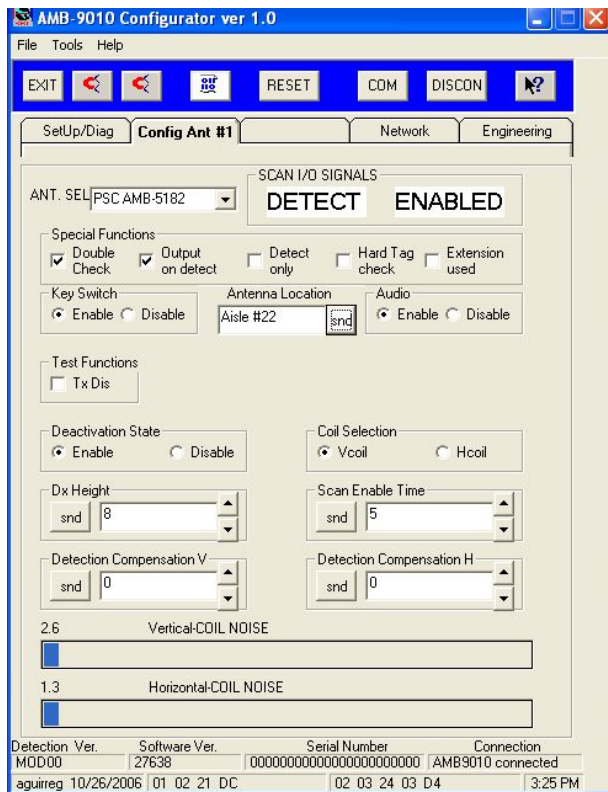 AMB-9010 Configurator ver 1.0
File Tools Help
EXIT RESET COM DISCON ?
SetUp/Diag Config Ant #1 Network Engineering
SCAN I/O SIGNALS
ANT. SEL PSC AMB-5182 DETECT ENABLED
Special Functions
Double Check Output on detect Detect only Hard Tag check Extension used
Key Switch Antenna Location Audio
Enable Disable Aisle #22 snd Enable Disable
Test Functions
Tx Dis
Deactivation State Coil Selection
Enable Disable Vcoil Hcoil
Dx Height Scan Enable Time
snd 8 snd 5
Detection Compensation V Detection Compensation H
snd 0 snd 0
2.6 Vertical-COIL NOISE
1.3 Horizontal-COIL NOISE
Detection Ver. Software Ver. Serial Number Connection
MOD00 27638 00000000000000000000000 AMB9010 connected
aguirreg 10/26/2006 01 02 21 DC 02 03 24 03 D4 3:25 PM